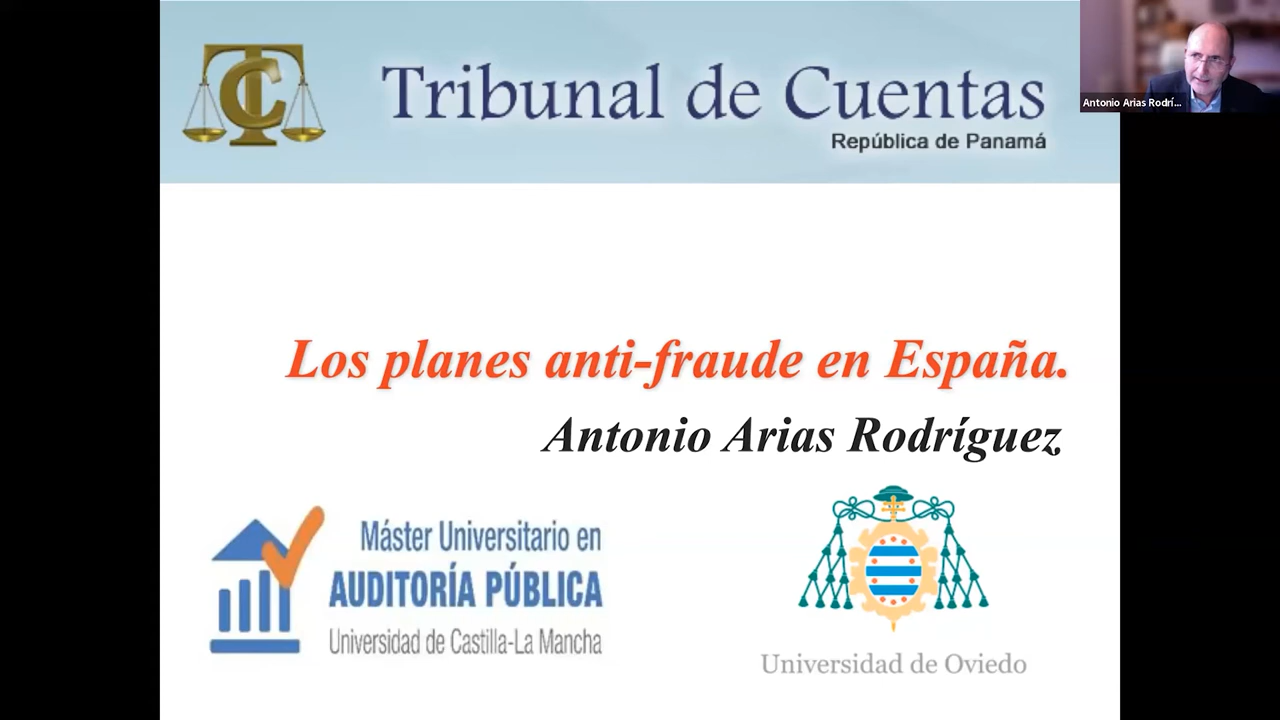 Tribunal de Cuentas
República de Panamá
Antonio Arias Rodrí...
Los planes anti-fraude en España.
Antonio Arias Rodríguez
Máster Universitario en
AUDITORÍA PÚBLICA
Universidad de Castilla-La Mancha
Universidad de Oviedo